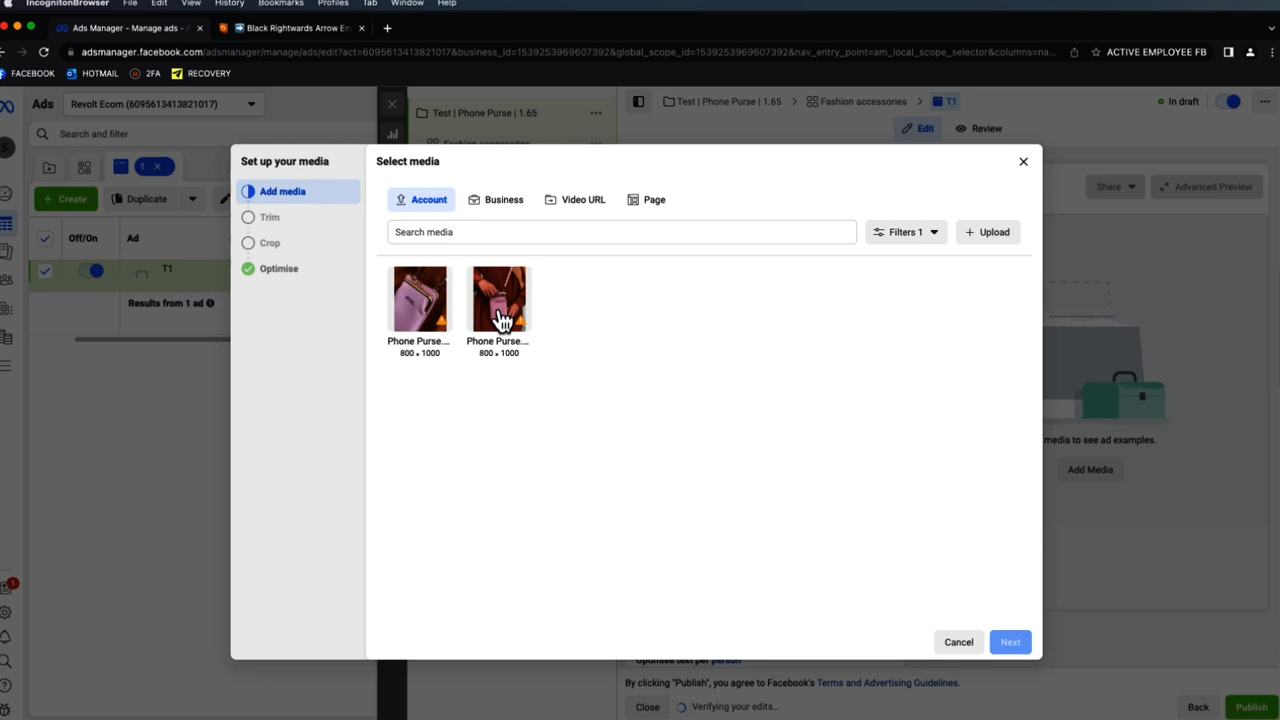 IncognitonBrowser File Edit View History Bookmarks Profiles Tab Window Help
Ads Manager - Manage ads - Black Rightwards Arrow En
adsmanager.facebook.com/adsmanager/manage/ads/edit?act=6095613413821017&business_id=1539253969607392&global_scope_id=1539253969607392&nav_entry_point=am_local_scope_selector&columns=na... ACTIVE EMPLOYEE FB
FACEBOOK HOTMAIL 2FA RECOVERY
Ads Revolt Ecom (6095613413821017)
Test | Phone Purse | 1.65
Test | Phone Purse | 1.65 Fashion accessories T1 In draft
Search and filter
Edit Review
Set up your media
Select media
1
Add media
Account Business Video URL Page
Share Advanced Preview
+ Create Duplicate
Trim
Search media
Filters 1
+ Upload
Off/On Ad
Crop
T1
Optimise
Results from 1 ad
Phone Purse....
800 × 1000
Phone Purse....
800 × 1000
media to see ad examples.
Add Media
1
Cancel Next
By clicking "Publish", you agree to Facebook's Terms and Advertising Guidelines.
Close Verifying your edits... Back Publish